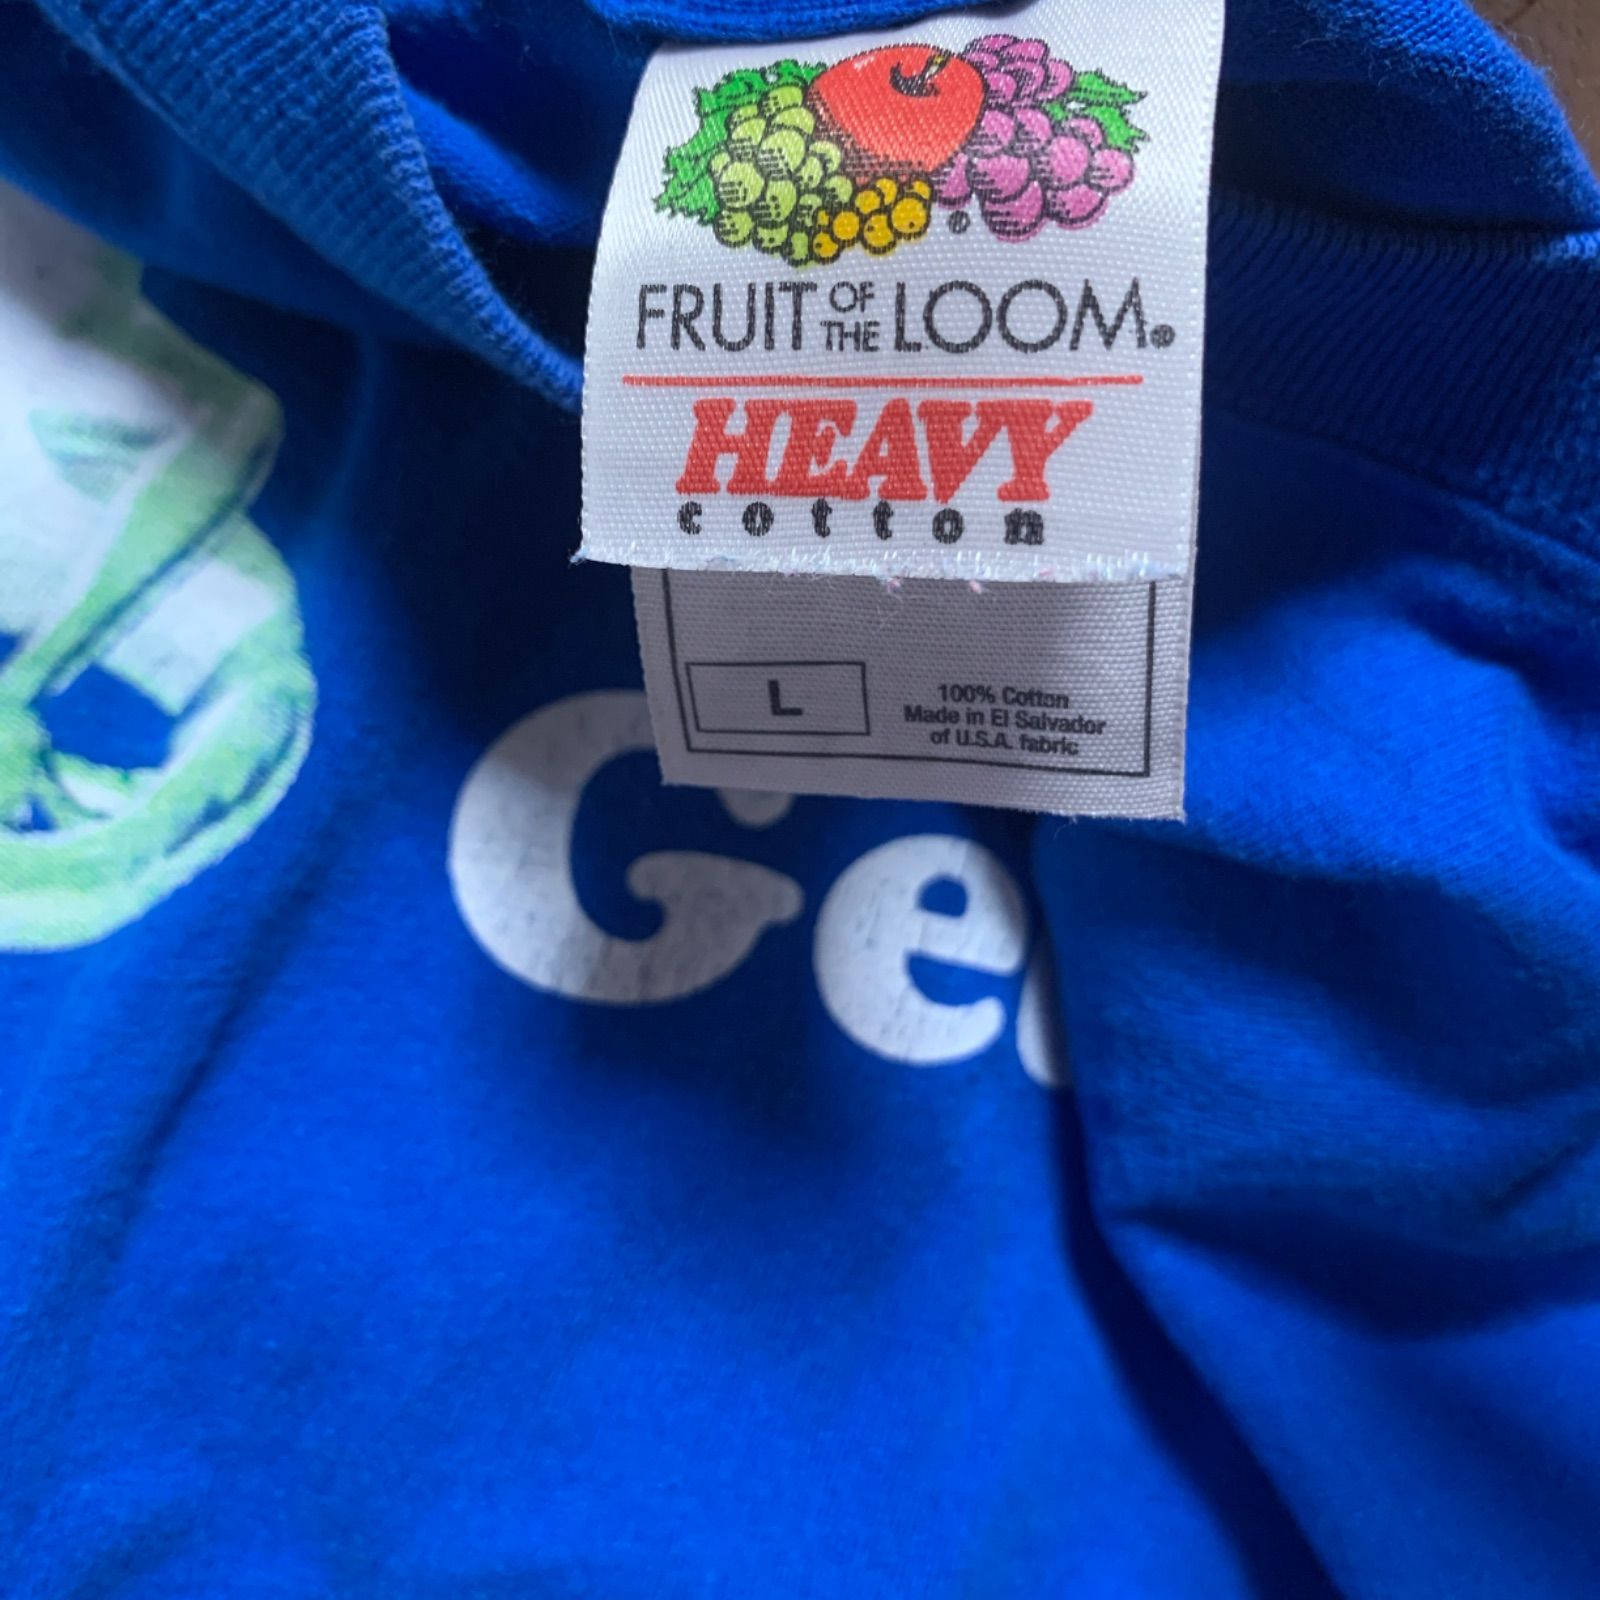 FRUIT OF THE LOOM®
HEAVY
cotton
L
100% Cotton
Made in El Salvador
of U.S.A. fabric
Ge